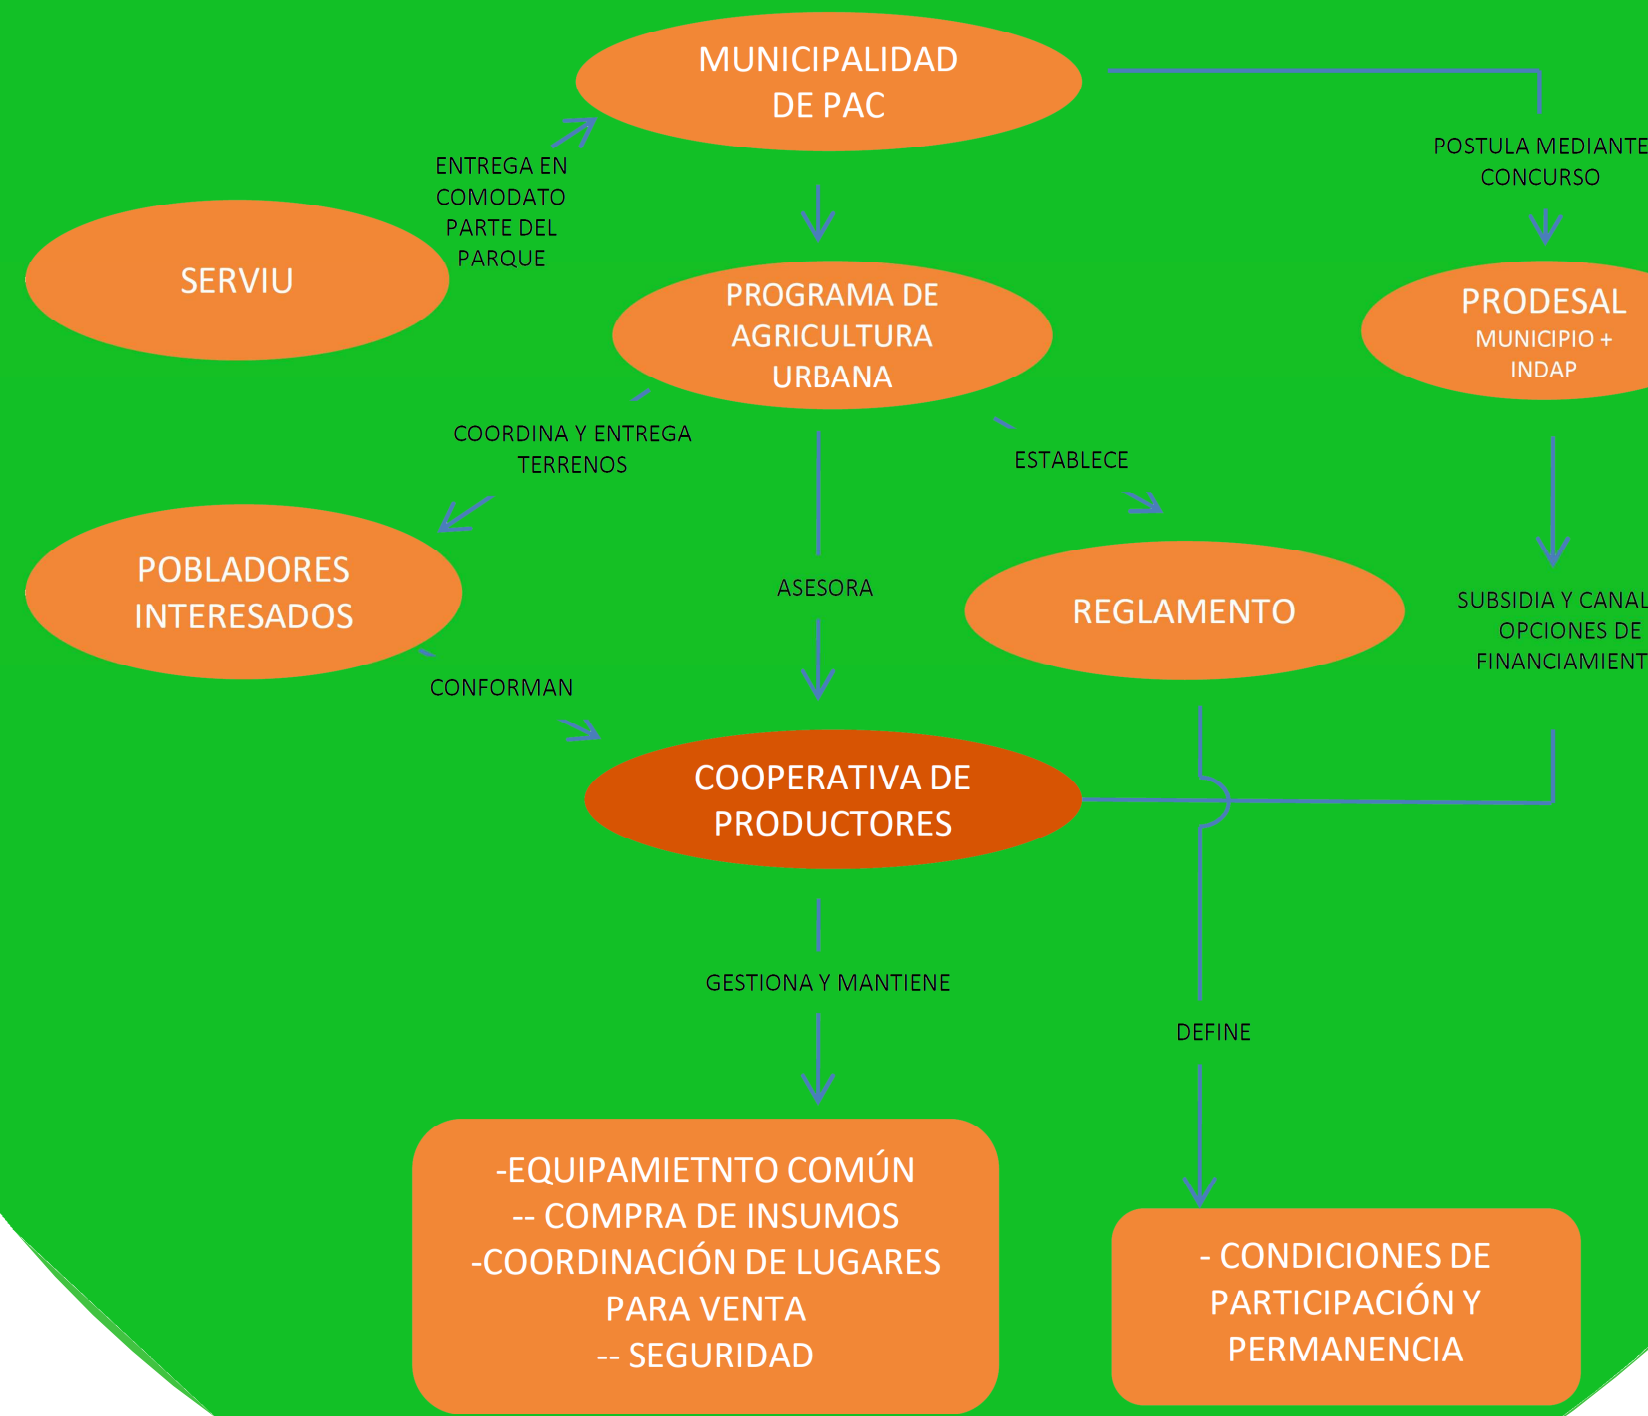 MUNICIPALIDAD
DE PAC
ENTREGA EN
COMODATO
PARTE DEL
PARQUE
POSTULA MEDIANTE
CONCURSO
SERVIU
PROGRAMA DE
AGRICULTURA
URBANA
PRODESAL
MUNICIPIO +
INDAP
COORDINA Y ENTREGA
TERRENOS
ESTABLECE
POBLADORES
INTERESADOS
ASESORA
REGLAMENTO
SUBSIDIA Y CANAL
OPCIONES DE
FINANCIAMIENT
CONFORMAN
COOPERATIVA DE
PRODUCTORES
GESTIONA Y MANTIENE
DEFINE
-EQUIPAMIETNTO COMÚN
-- COMPRA DE INSUMOS
-COORDINACIÓN DE LUGARES
PARA VENTA
-- SEGURIDAD
- CONDICIONES DE
PARTICIPACIÓN Y
PERMANENCIA